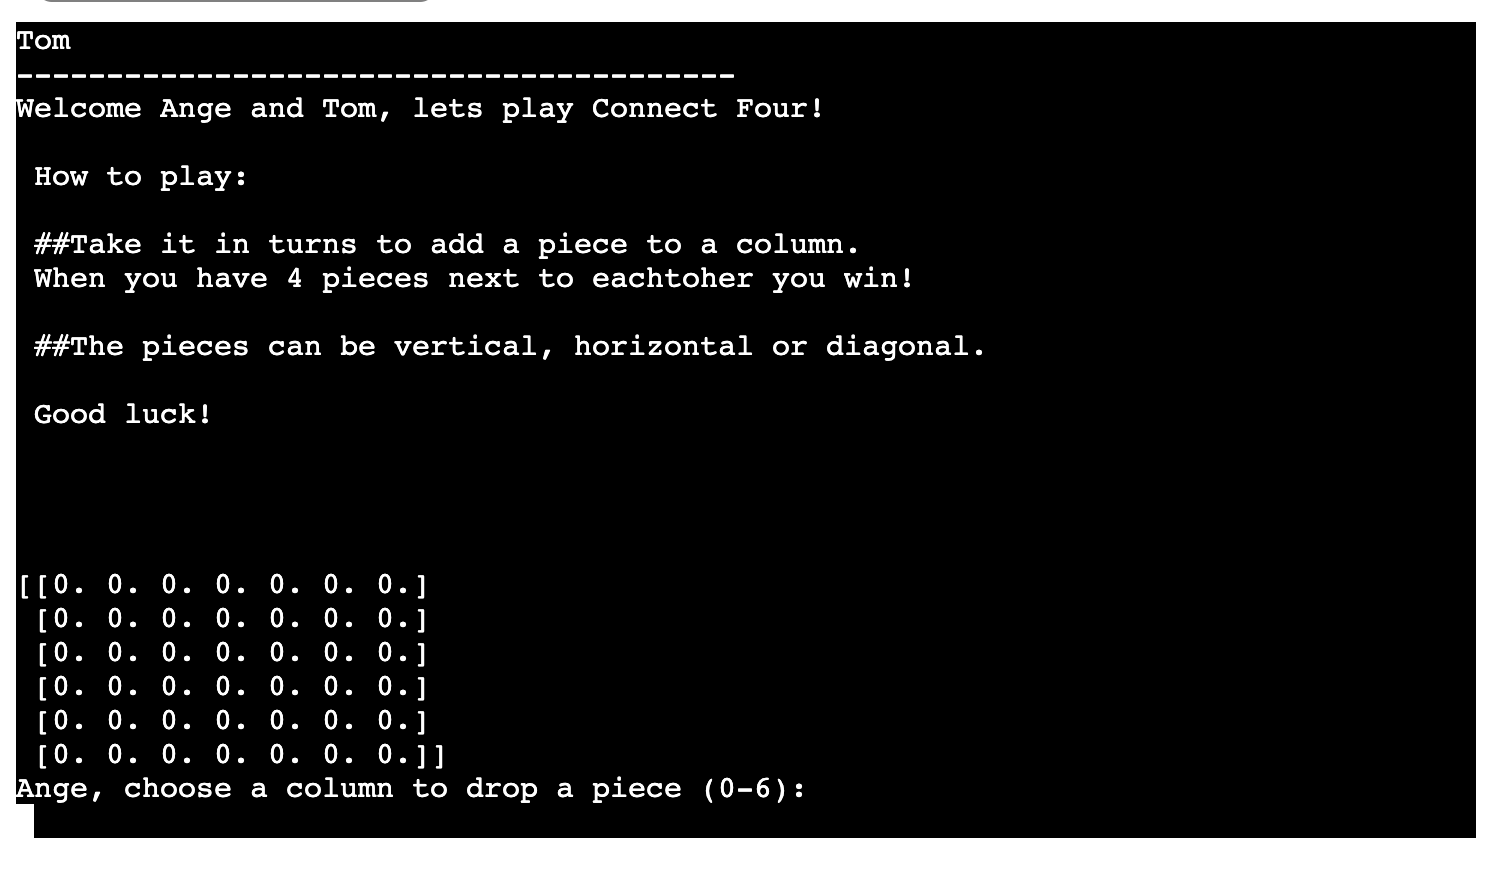 Tom
----------------------------------------
Welcome Ange and Tom, lets play Connect Four!
How to play:
##Take it in turns to add a piece to a column.
When you have 4 pieces next to eachtoher you win!
##The pieces can be vertical, horizontal or diagonal.
Good luck!
[[0. 0. 0. 0. 0. 0. 0.]
[0. 0. 0. 0. 0. 0. 0.]
[0. 0. 0. 0. 0. 0. 0.]
[0. 0. 0. 0. 0. 0. 0.]
[0. 0. 0. 0. 0. 0. 0.]
[0. 0. 0. 0. 0. 0. 0.]]
Ange, choose a column to drop a piece (0-6):